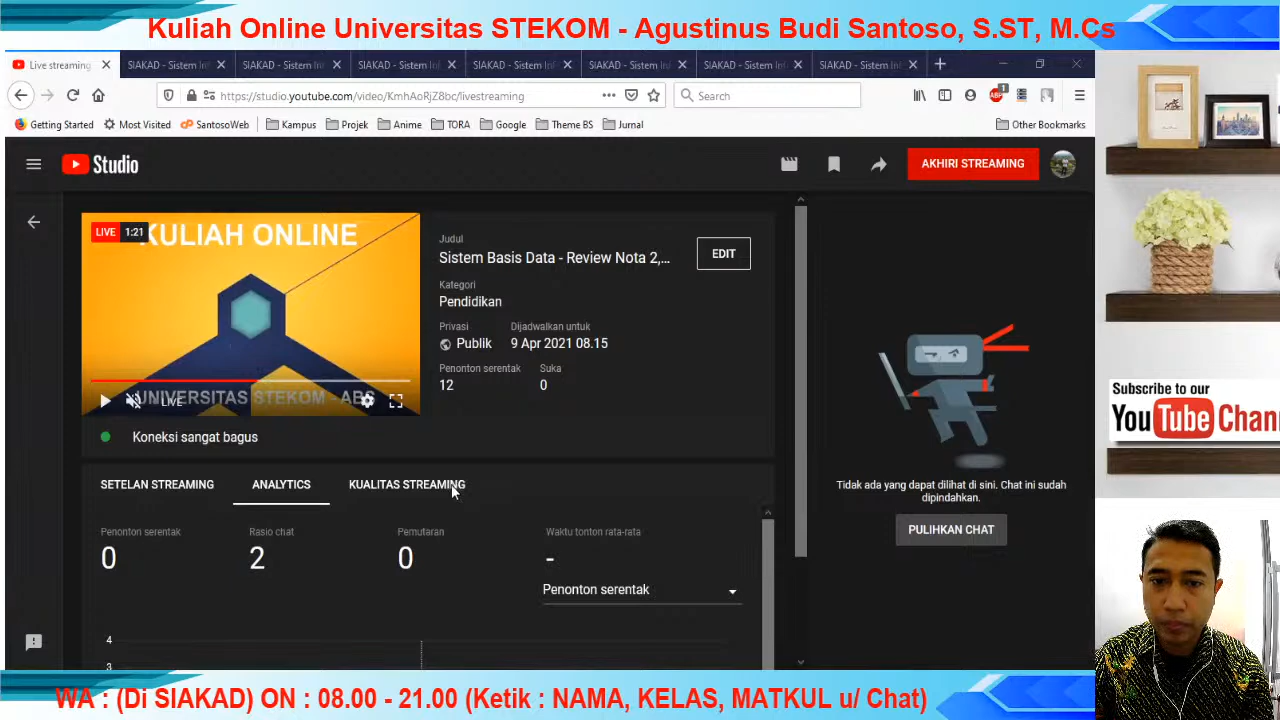 Kuliah Online Universitas STEKOM - Agustinus Budi Santoso, S.ST, M.Cs
Live streaming
SIAKAD - Sistem Inf
SIAKAD - Sistem Inf
SIAKAD - Sistem Inf
SIAKAD - Sistem Inf
SIAKAD - Sistem Inf
SIAKAD - Sistem Inf
SIAKAD - Sistem Inf
https://studio.youtube.com/video/KmhAoRjZ8bc/livestreaming
Search
ABP 1
Getting Started
Most Visited
SantosoWeb
Kampus
Projek
Anime
TORA
Google
Theme BS
Jurnal
Other Bookmarks
Studio
AKHIRI STREAMING
LIVE 1:21
KULIAH ONLINE
UNIVERSITAS STEKOM - ABS
LIVE
Judul
Sistem Basis Data - Review Nota 2,...
EDIT
Kategori
Pendidikan
Privasi
Publik
Dijadwalkan untuk
9 Apr 2021 08.15
Penonton serentak
12
Suka
0
Koneksi sangat bagus
SETELAN STREAMING
ANALYTICS
KUALITAS STREAMING
Penonton serentak
0
Rasio chat
2
Pemutaran
0
Waktu tonton rata-rata
-
Penonton serentak
4
3
Tidak ada yang dapat dilihat di sini. Chat ini sudah
dipindahkan.
PULIHKAN CHAT
Subscribe to our
YouTube Chann
WA : (Di SIAKAD) ON : 08.00 - 21.00 (Ketik : NAMA, KELAS, MATKUL u/ Chat)